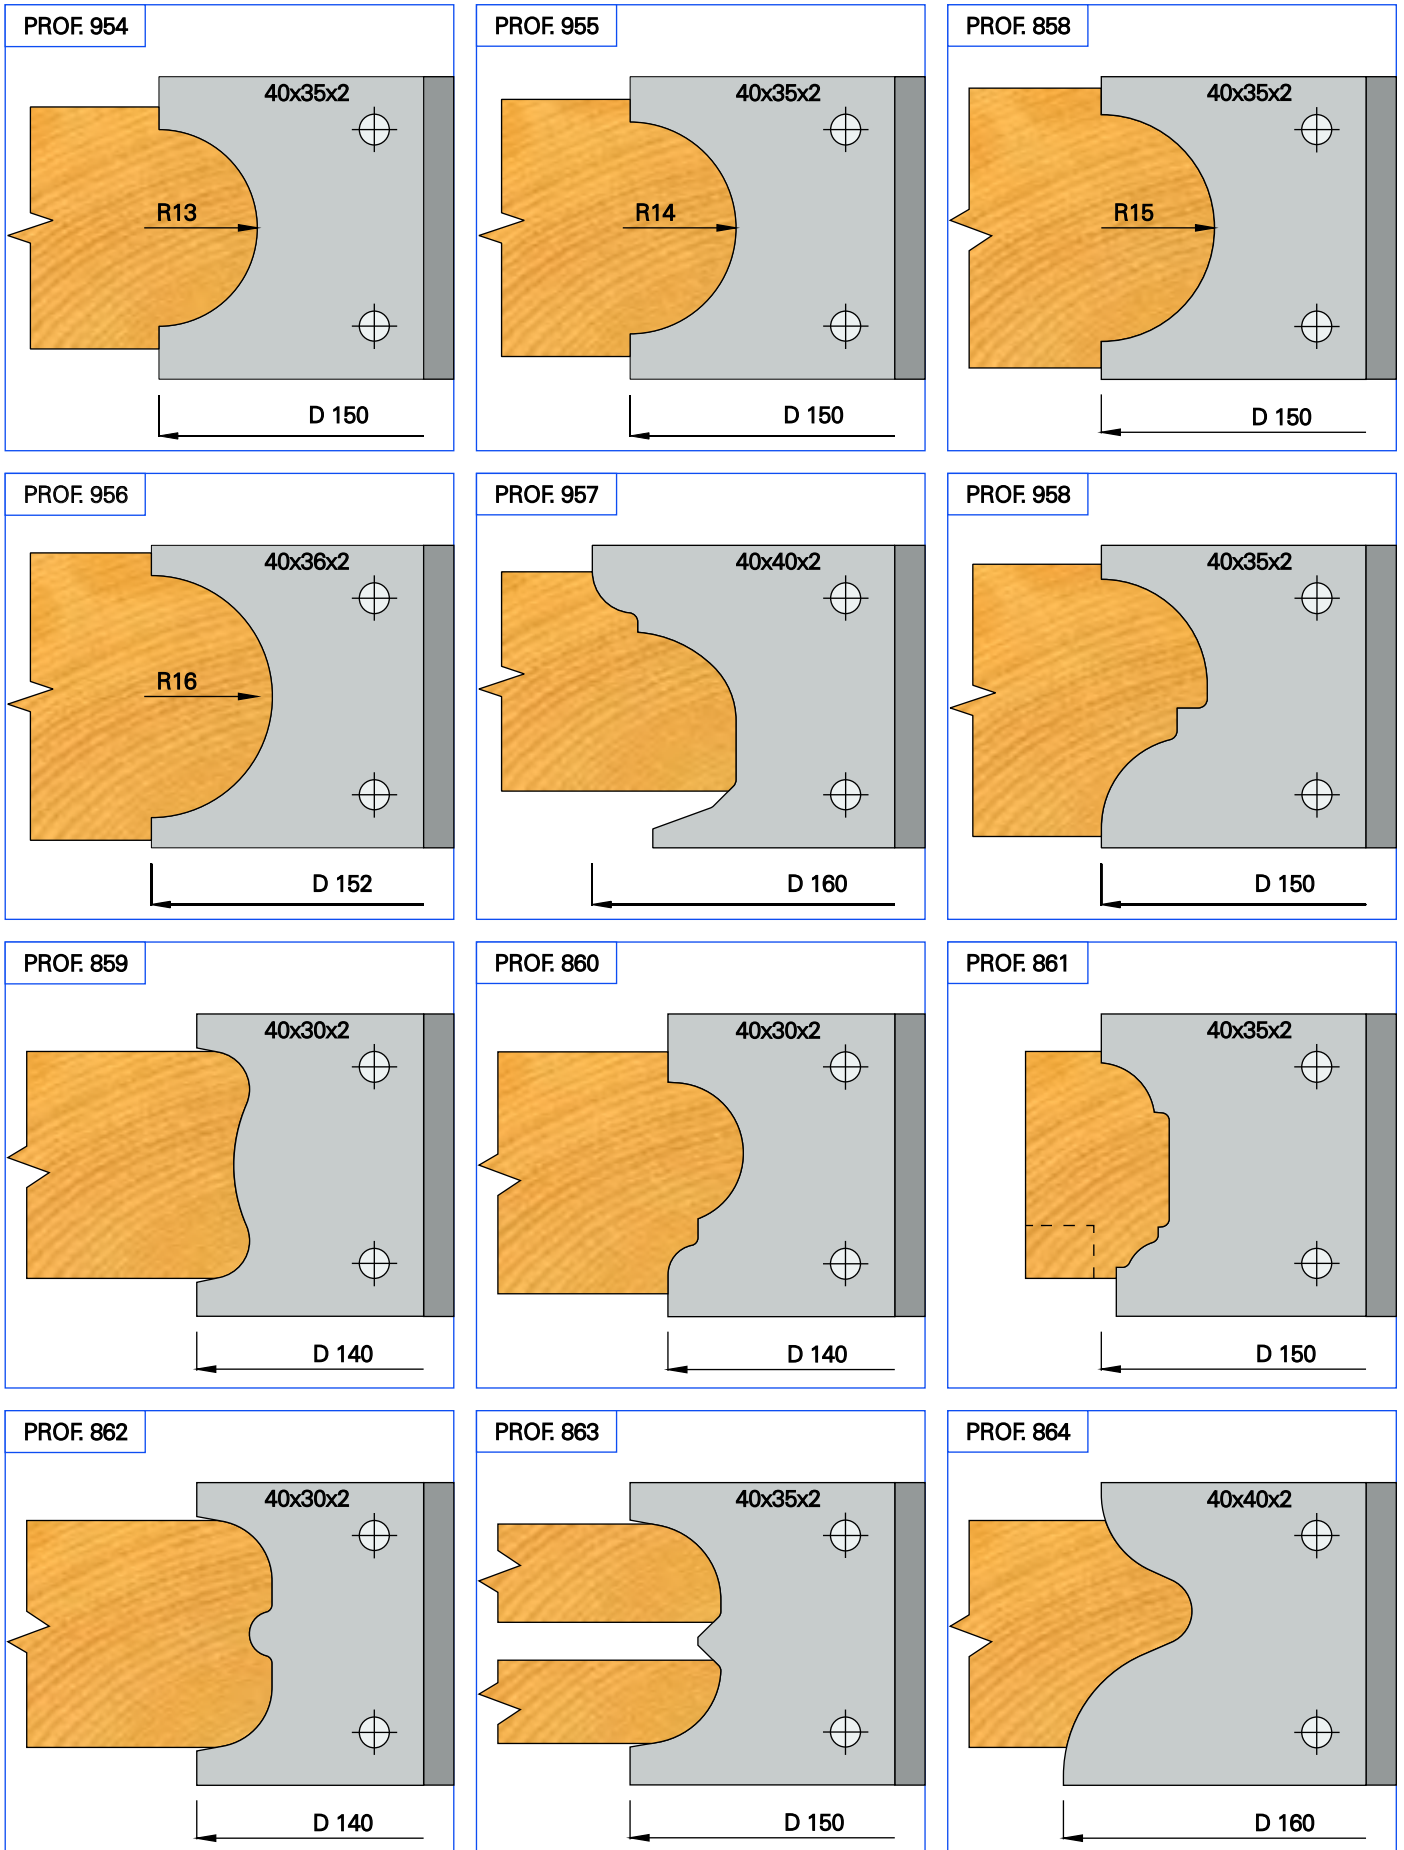 PROF. 954
40x35x2
R13
D 150
PROF. 955
40x35x2
R14
D 150
PROF. 858
40x35x2
R15
D 150
PROF. 956
40x36x2
R16
D 152
PROF. 957
40x40x2
D 160
PROF. 958
40x35x2
D 150
PROF. 859
40x30x2
D 140
PROF. 860
40x30x2
D 140
PROF. 861
40x35x2
D 150
PROF. 862
40x30x2
D 140
PROF. 863
40x35x2
D 150
PROF. 864
40x40x2
D 160